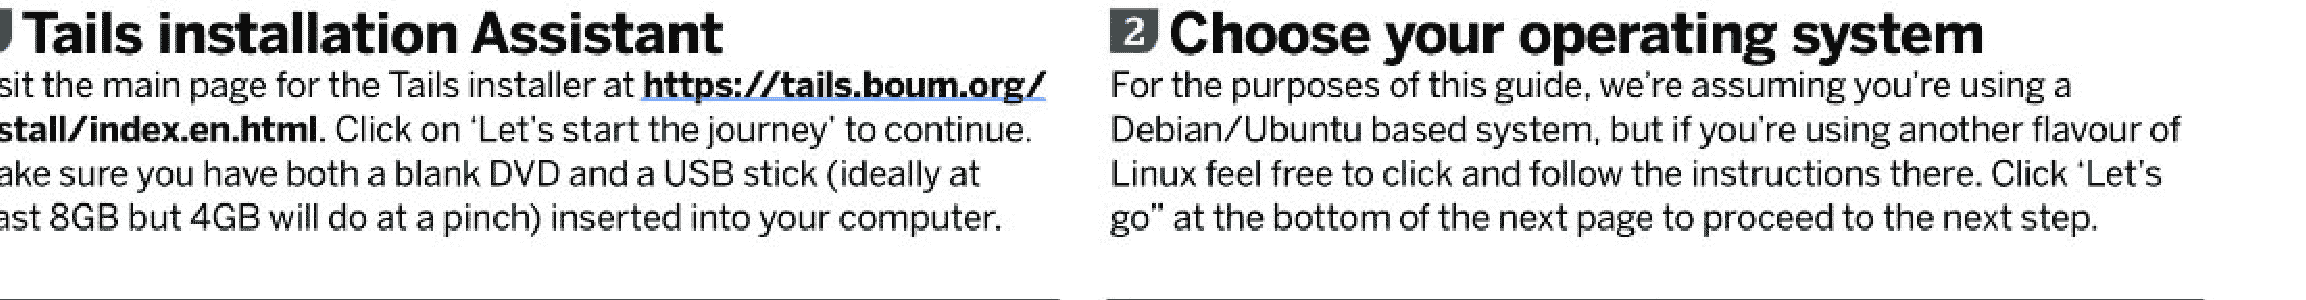 Tails installation Assistant
sit the main page for the Tails installer at https://tails.boum.org/
stall/index.en.html. Click on ‘Let’s start the journey’ to continue.
ake sure you have both a blank DVD and a USB stick (ideally at
ast 8GB but 4GB will do at a pinch) inserted into your computer.
2 Choose your operating system
For the purposes of this guide, we’re assuming you’re using a
Debian/Ubuntu based system, but if you’re using another flavour of
Linux feel free to click and follow the instructions there. Click ‘Let’s
go” at the bottom of the next page to proceed to the next step.